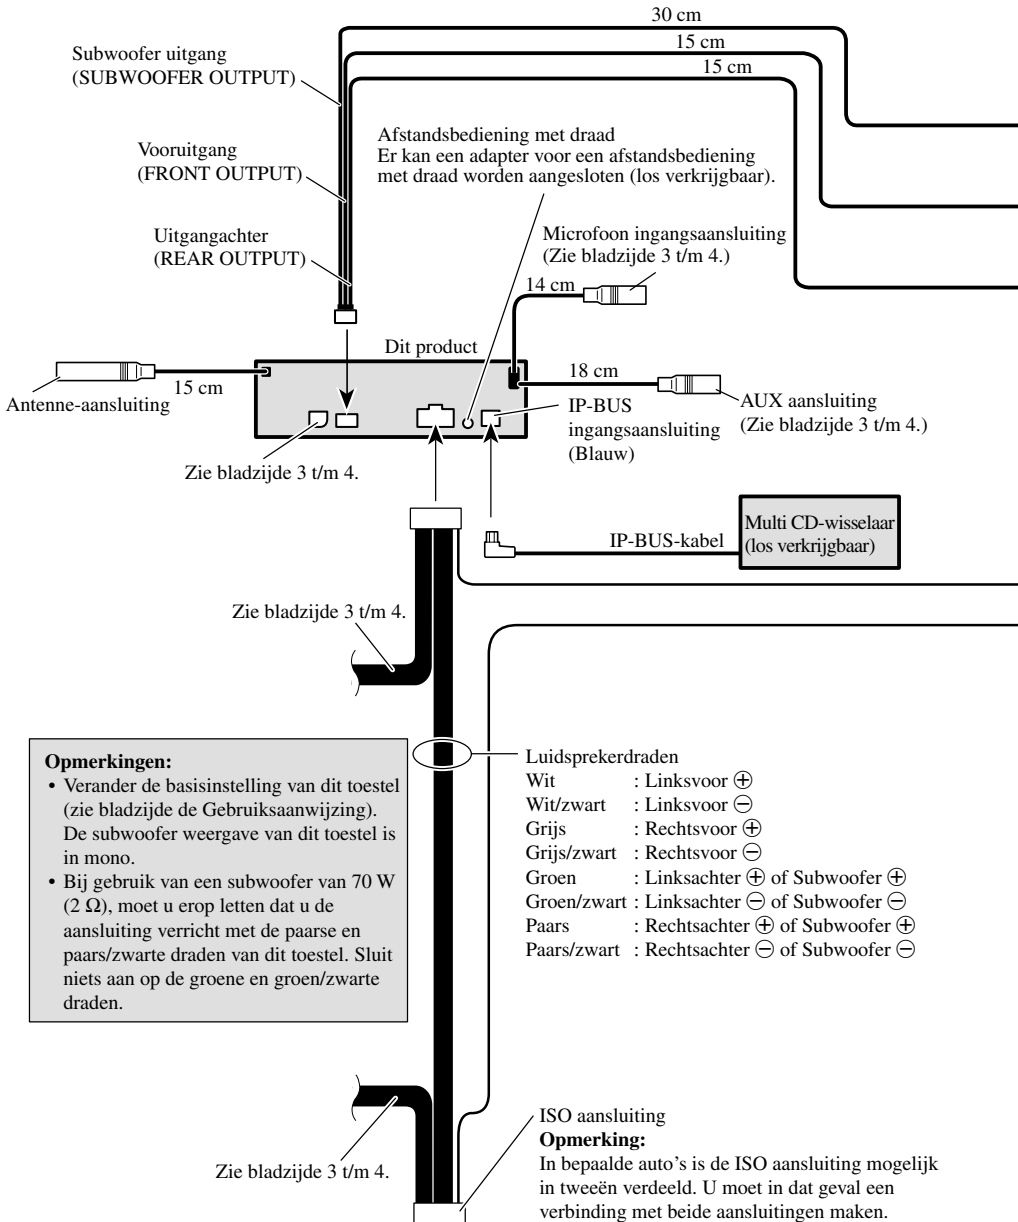 30 cm
15 cm
15 cm
Subwoofer uitgang
(SUBWOOFER OUTPUT)
Vooruitgang
(FRONT OUTPUT)
Uitgangachter
(REAR OUTPUT)
Afstandsbediening met draad
Er kan een adapter voor een afstandsbediening
met draad worden aangesloten (los verkrijgbaar).
Microfoon ingangsaansluiting
(Zie bladzijde 3 t/m 4.)
14 cm
Dit product
15 cm
Antenne-aansluiting
18 cm
AUX aansluiting
(Zie bladzijde 3 t/m 4.)
IP-BUS
ingangsaansluiting
(Blauw)
Zie bladzijde 3 t/m 4.
IP-BUS-kabel
Multi CD-wisselaar
(los verkrijgbaar)
Zie bladzijde 3 t/m 4.
Opmerkingen:
• Verander de basisinstelling van dit toestel
(zie bladzijde de Gebruiksaanwijzing).
De subwoofer weergave van dit toestel is
in mono.
• Bij gebruik van een subwoofer van 70 W
(2 Ω), moet u erop letten dat u de
aansluiting verricht met de paarse en
paars/zwarte draden van dit toestel. Sluit
niets aan op de groene en groen/zwarte
draden.
Luidsprekerdraden
Wit : Linksvoor ⊕
Wit/zwart : Linksvoor ⊖
Grijs : Rechtsvoor ⊕
Grijs/zwart : Rechtsvoor ⊖
Groen : Linksachter ⊕ of Subwoofer ⊕
Groen/zwart : Linksachter ⊖ of Subwoofer ⊖
Paars : Rechtsachter ⊕ of Subwoofer ⊕
Paars/zwart : Rechtsachter ⊖ of Subwoofer ⊖
Zie bladzijde 3 t/m 4.
ISO aansluiting
Opmerking:
In bepaalde auto's is de ISO aansluiting mogelijk
in tweeën verdeeld. U moet in dat geval een
verbinding met beide aansluitingen maken.